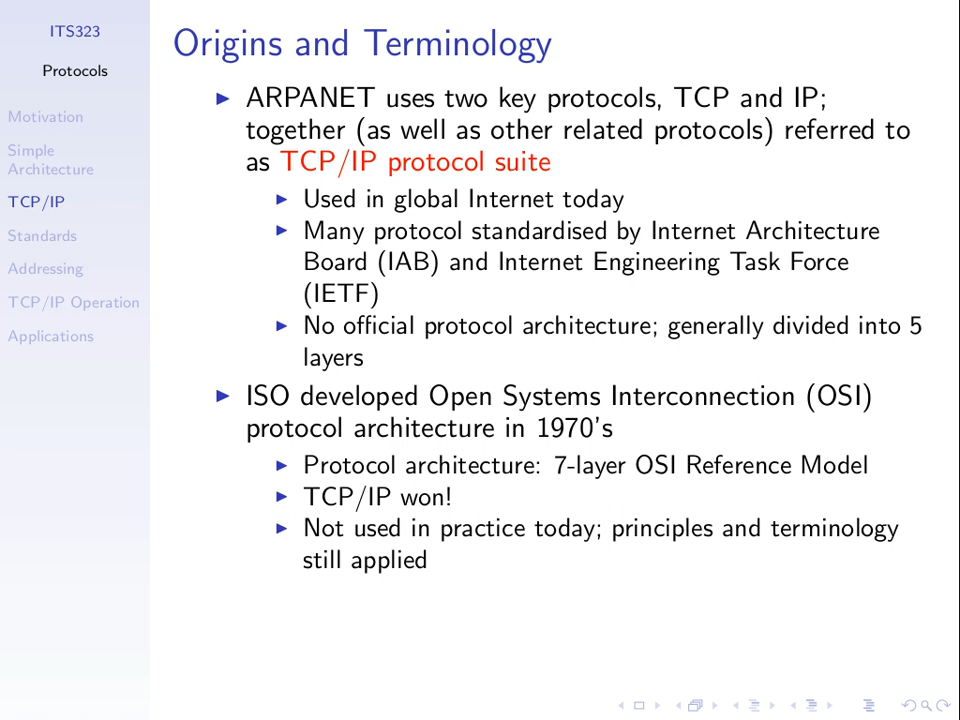 ITS323
Protocols
Motivation
Simple
Architecture
TCP/IP
Standards
Addressing
TCP/IP Operation
Applications
Origins and Terminology
ARPANET uses two key protocols, TCP and IP;
together (as well as other related protocols) referred to
as TCP/IP protocol suite
Used in global Internet today
Many protocol standardised by Internet Architecture
Board (IAB) and Internet Engineering Task Force
(IETF)
No official protocol architecture; generally divided into 5
layers
ISO developed Open Systems Interconnection (OSI)
protocol architecture in 1970's
Protocol architecture: 7-layer OSI Reference Model
TCP/IP won!
Not used in practice today; principles and terminology
still applied